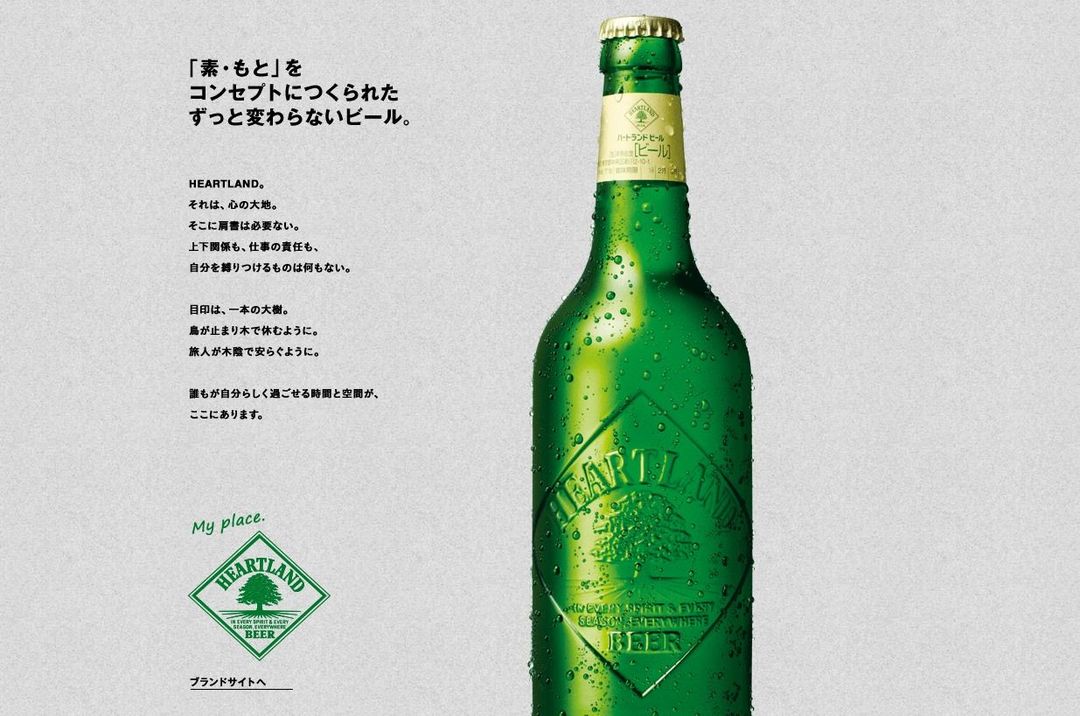 「素・もと」を
コンセプトにつくられた
ずっと変わらないビール。
HEARTLAND。
それは、心の大地。
そこに肩書は必要ない。
上下関係も、仕事の責任も、
自分を縛りつけるものは何もない。
目印は、一本の大樹。
鳥が止まり木で休むように。
旅人が木陰で安らぐように。
誰もが自分らしく過ごせる時間と空間が、
ここにあります。
My place.
HEARTLAND
IN EVERY SPIRIT & EVERY
SEASON, EVERYWHERE
BEER
ブランドサイトへ
HEARTLAND
ハートランド ビール
[ビール]
HEARTLAND
IN EVERY SPIRIT & EVERY
SEASON, EVERYWHERE
BEER